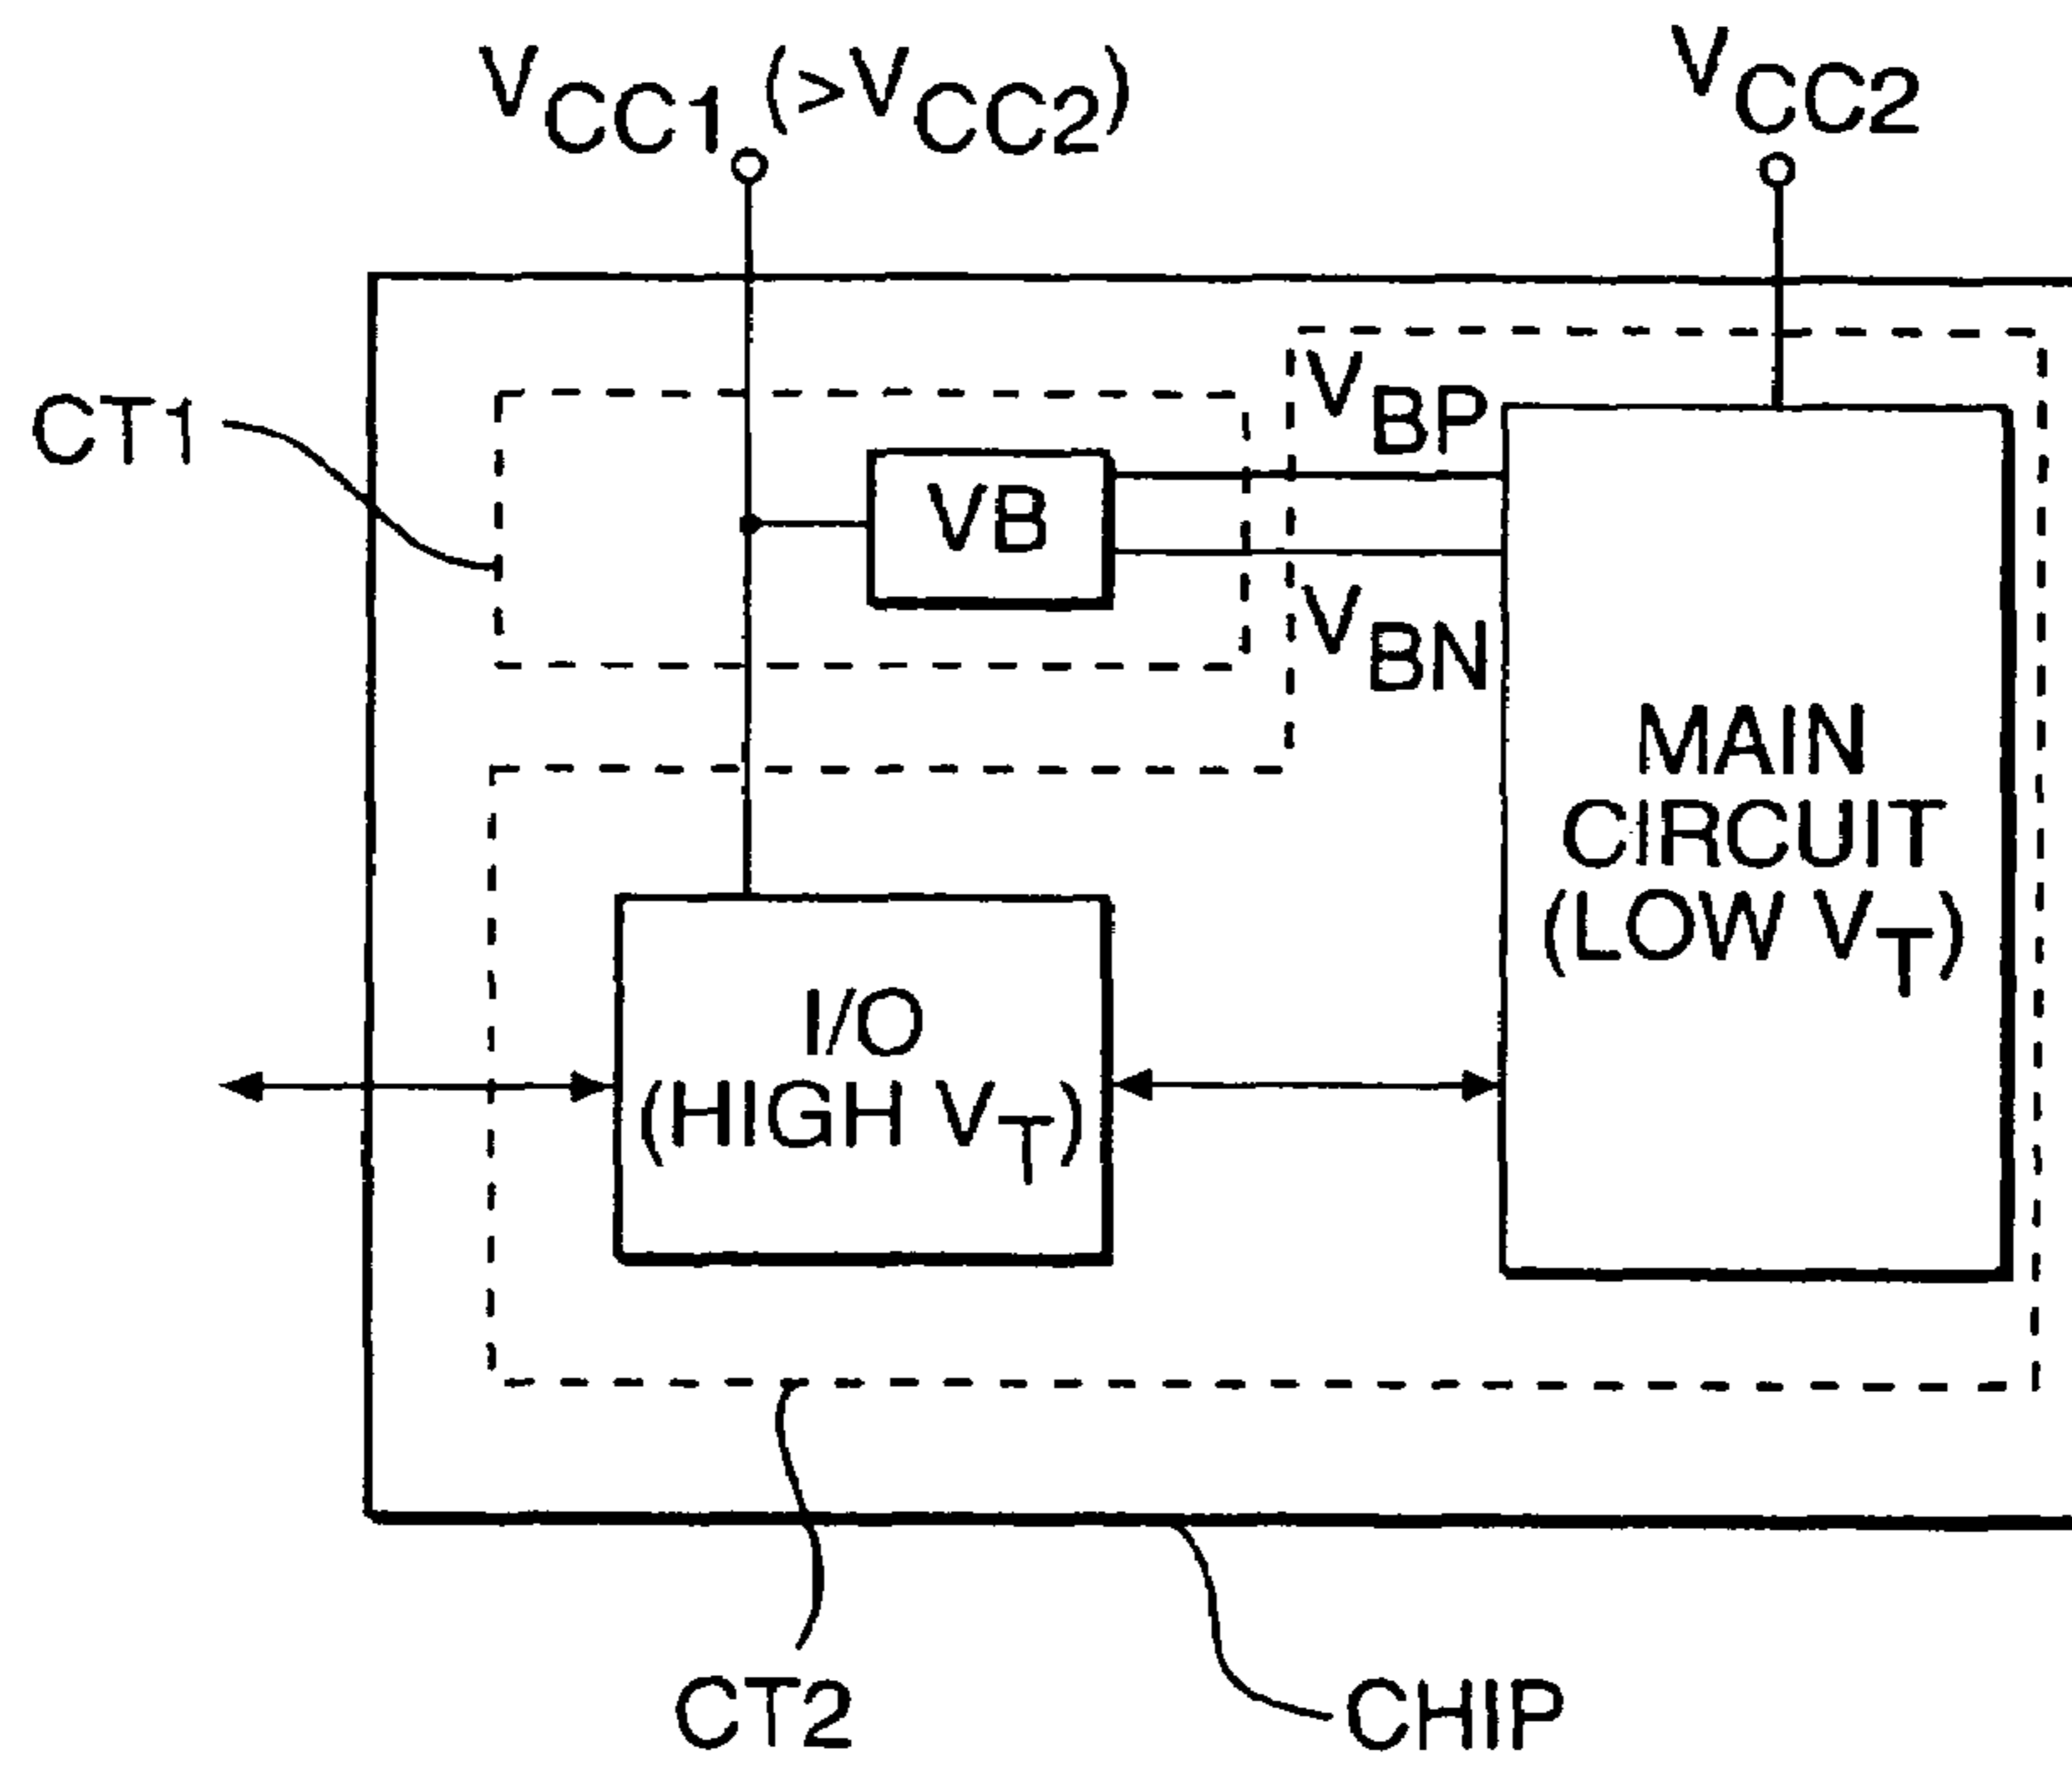 VCC1 (>VCC2)
VCC2
CT1
VB
VBP
VBN
MAIN
CIRCUIT
(LOW VT)
I/O
(HIGH VT)
CT2
CHIP